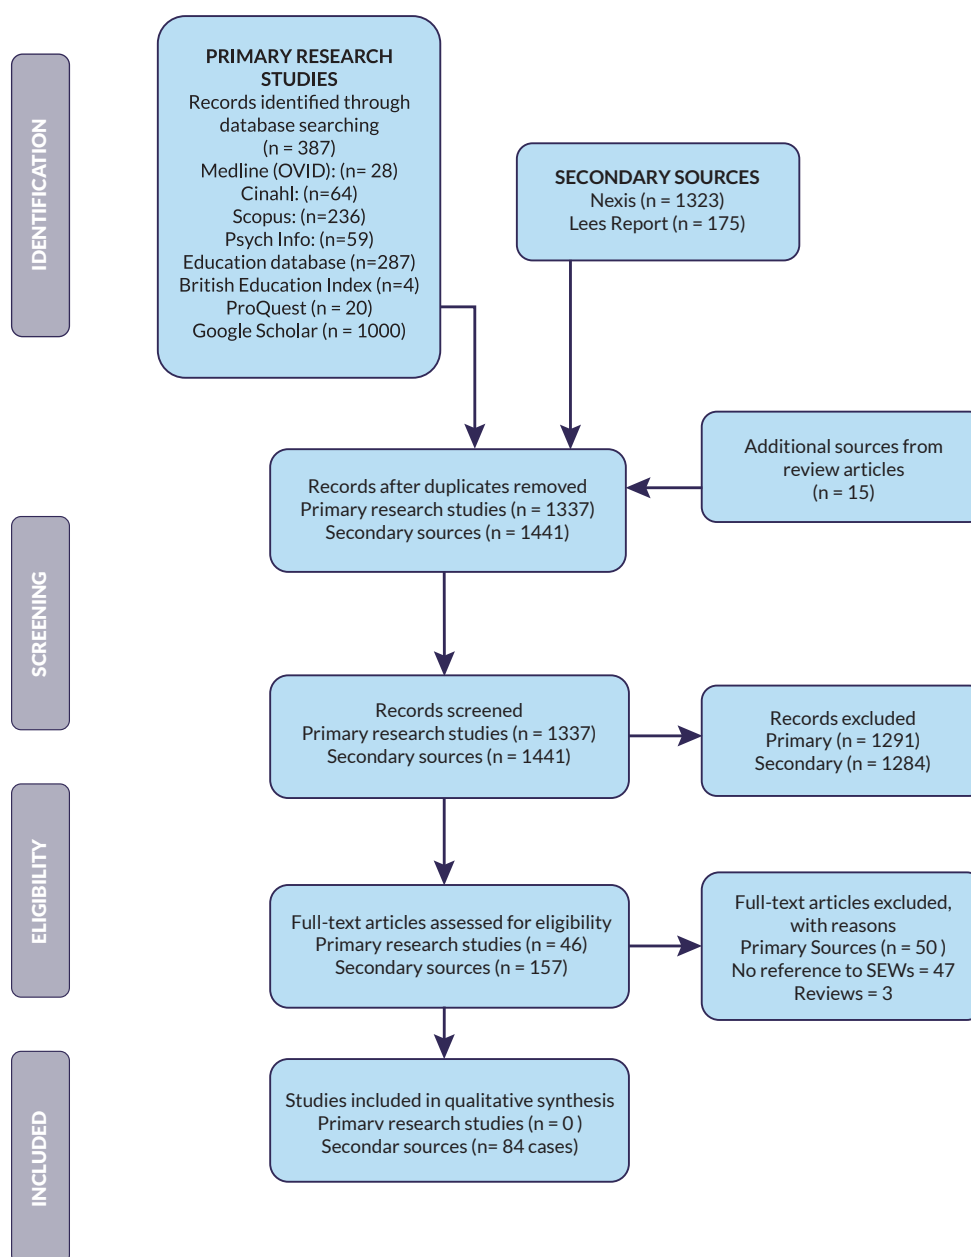 IDENTIFICATION
PRIMARY RESEARCH
STUDIES
Records identified through
database searching
(n = 387)
Medline (OVID): (n= 28)
Cinahl: (n=64)
Scopus: (n=236)
Psych Info: (n=59)
Education database (n=287)
British Education Index (n=4)
ProQuest (n = 20)
Google Scholar (n = 1000)
SECONDARY SOURCES
Nexis (n = 1323)
Lees Report (n = 175)
Additional sources from
review articles
(n = 15)
Records after duplicates removed
Primary research studies (n = 1337)
Secondary sources (n = 1441)
SCREENING
Records screened
Primary research studies (n = 1337)
Secondary sources (n = 1441)
Records excluded
Primary (n = 1291)
Secondary (n = 1284)
ELIGIBILITY
Full-text articles assessed for eligibility
Primary research studies (n = 46)
Secondary sources (n = 157)
Full-text articles excluded,
with reasons
Primary Sources (n = 50 )
No reference to SEWs = 47
Reviews = 3
INCLUDED
Studies included in qualitative synthesis
Primarv research studies (n = 0 )
Secondar sources (n= 84 cases)